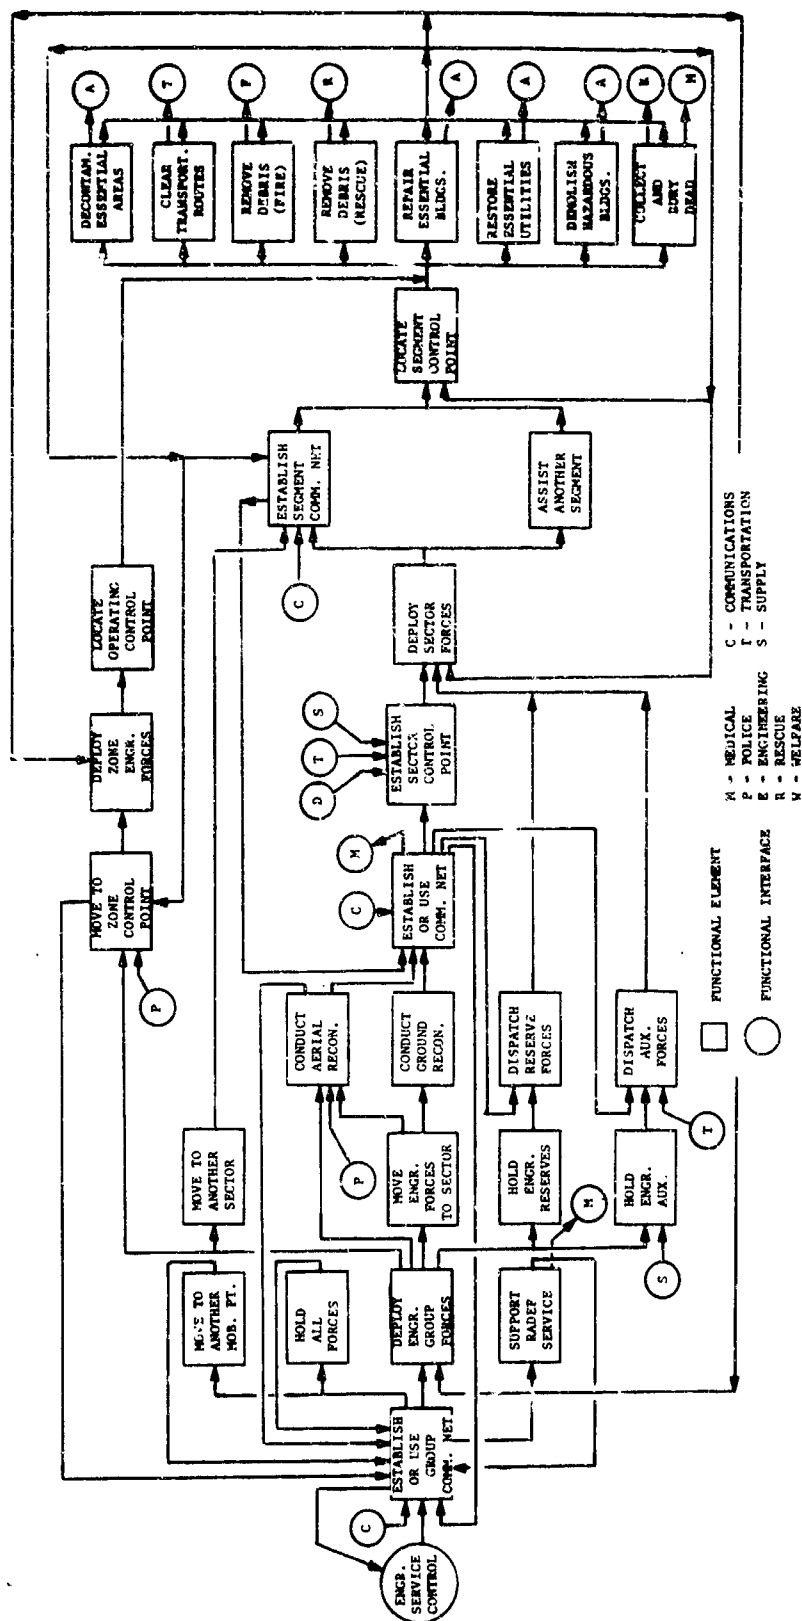 ENGR.
SERVICE
CONTROL
C
ESTABLISH
OR USE
GROUP
COMM. NET
MOVE TO
ANOTHER
MOB. PT.
HOLD
ALL
FORCES
DEPLOY
ENGR.
GROUP
FORCES
SUPPORT
RADEF
SERVICE
M
S
MOVE TO
ANOTHER
SECTOR
P
MOVE
ENGR.
FORCES
TO SECTOR
HOLD
ENGR.
RESERVES
HOLD
ENGR.
AUX.
T
CONDUCT
AERIAL
RECON.
CONDUCT
GROUND
RECON.
DISPATCH
RESERVE
FORCES
DISPATCH
AUX.
FORCES
P
MOVE TO
ZONE
CONTROL
POINT
C
M
ESTABLISH
OR USE
COMM. NET
DEPLOY
ZONE
ENGR.
FORCES
D
T
S
ESTABLISH
SECTOR
CONTROL
POINT
LOCATE
OPERATING
CONTROL
POINT
DEPLOY
SECTOR
FORCES
C
ESTABLISH
SEGMENT
COMM. NET
ASSIST
ANOTHER
SEGMENT
LOCATE
SEGMENT
CONTROL
POINT
DECONTAM.
ESSENTIAL
AREAS
A
CLEAR
TRANSPORT.
ROUTES
T
REMOVE
DEBRIS
(FIRE)
F
REMOVE
DEBRIS
(RESCUE)
R
REPAIR
ESSENTIAL
BLDGS.
A
RESTORE
ESSENTIAL
UTILITIES
A
DEMOLISH
HAZARDOUS
BLDGS.
A
COLLECT
AND
BURY
DEAD
M
FUNCTIONAL ELEMENT
FUNCTIONAL INTERFACE
M - MEDICAL
P - POLICE
E - ENGINEERING
R - RESCUE
W - WELFARE
C - COMMUNICATIONS
T - TRANSPORTATION
S - SUPPLY